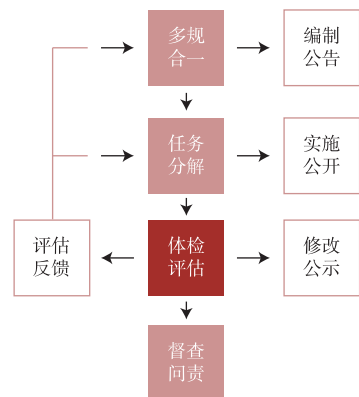 多规
合一
编制
公告
任务
分解
实施
公开
评估
反馈
体检
评估
修改
公示
督查
问责